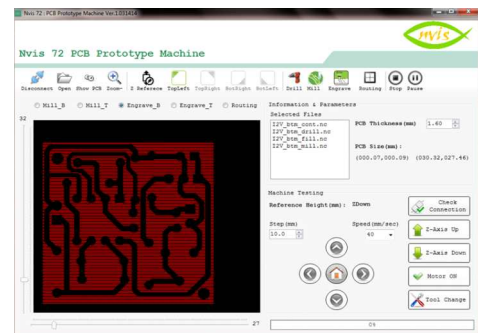 Nvis 72 : PCB Prototype Machine Ver.1.031414
nvis
Nvis 72 PCB Prototype Machine
Disconnect Open Show PCB Zoom- Z Referece TopLeft TopRight BotRight BotLeft Drill Mill Engrave Routing Stop Pause
Mill_B Mill_T Engrave_B Engrave_T Routing
Information & Parameters
Selected Files
32
I2V_btm_cont.nc
I2V_btm_drill.nc
I2V_btm_fill.nc
I2V_btm_mill.nc
PCB Thickness(mm) 1.60
PCB Size(mm):
(000.07,000.09) (030.32,027.46)
Machine Testing
Reference Height(mm): ZDown
Step(mm) Speed(mm/sec)
10.0 40
Check Connection
Z-Axis Up
Z-Axis Down
Motor ON
Tool Change
27
0%